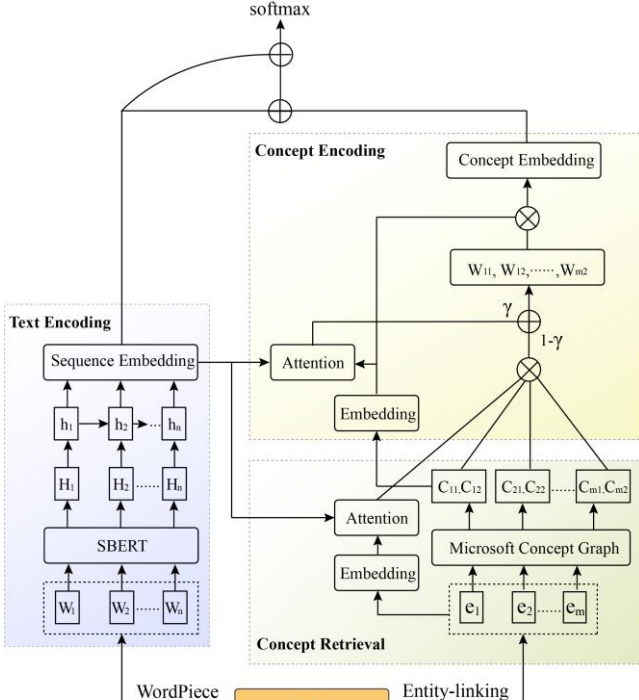 softmax
Concept Encoding
Concept Embedding
W11, W12,······,Wm2
γ
1-γ
Text Encoding
Sequence Embedding
Attention
Embedding
h1 h2 ··· hn
H1 H2 ······ Hn
C11,C12 C21,C22 ······ Cm1,Cm2
Attention
SBERT
Microsoft Concept Graph
Embedding
W1 W2 ······ Wn
e1 e2 ······ em
Concept Retrieval
WordPiece Entity-linking